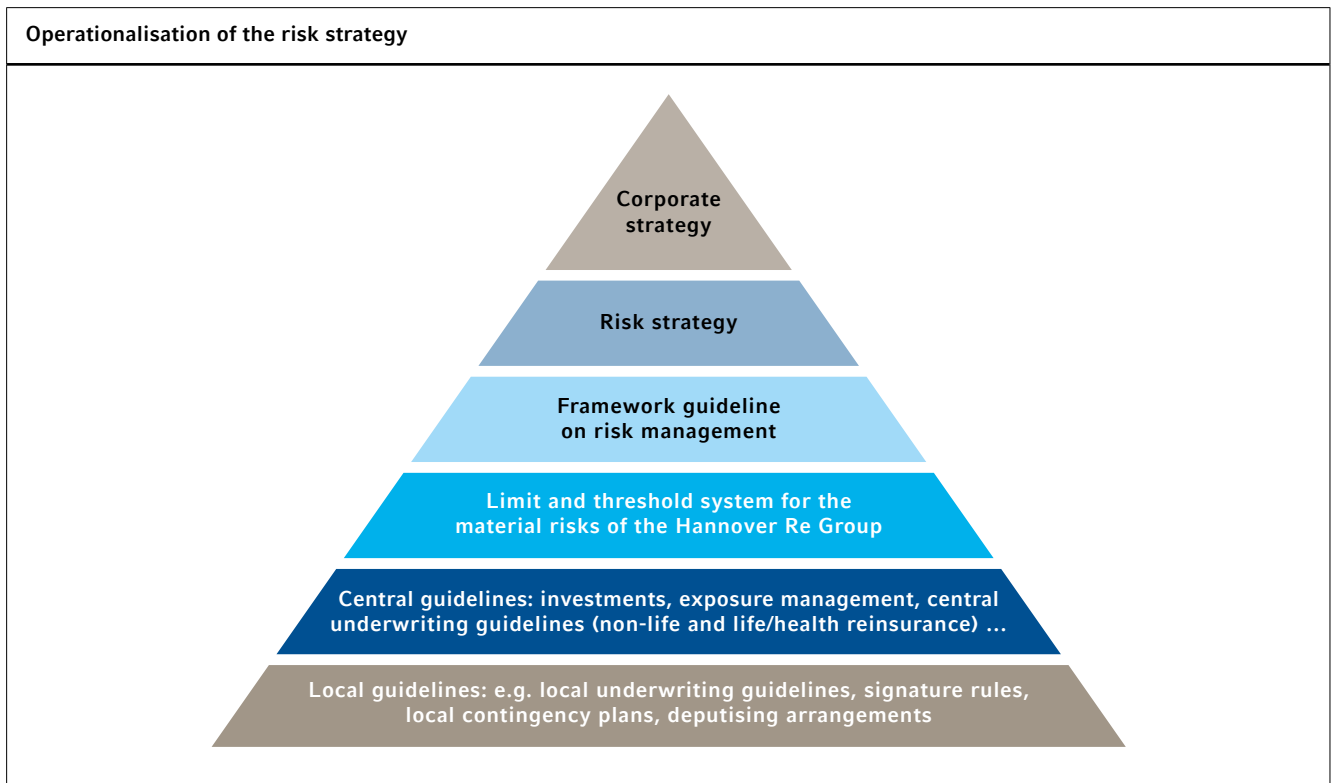 Operationalisation of the risk strategy
Corporate
strategy
Risk strategy
Framework guideline
on risk management
Limit and threshold system for the
material risks of the Hannover Re Group
Central guidelines: investments, exposure management, central
underwriting guidelines (non-life and life/health reinsurance) …
Local guidelines: e.g. local underwriting guidelines, signature rules,
local contingency plans, deputising arrangements